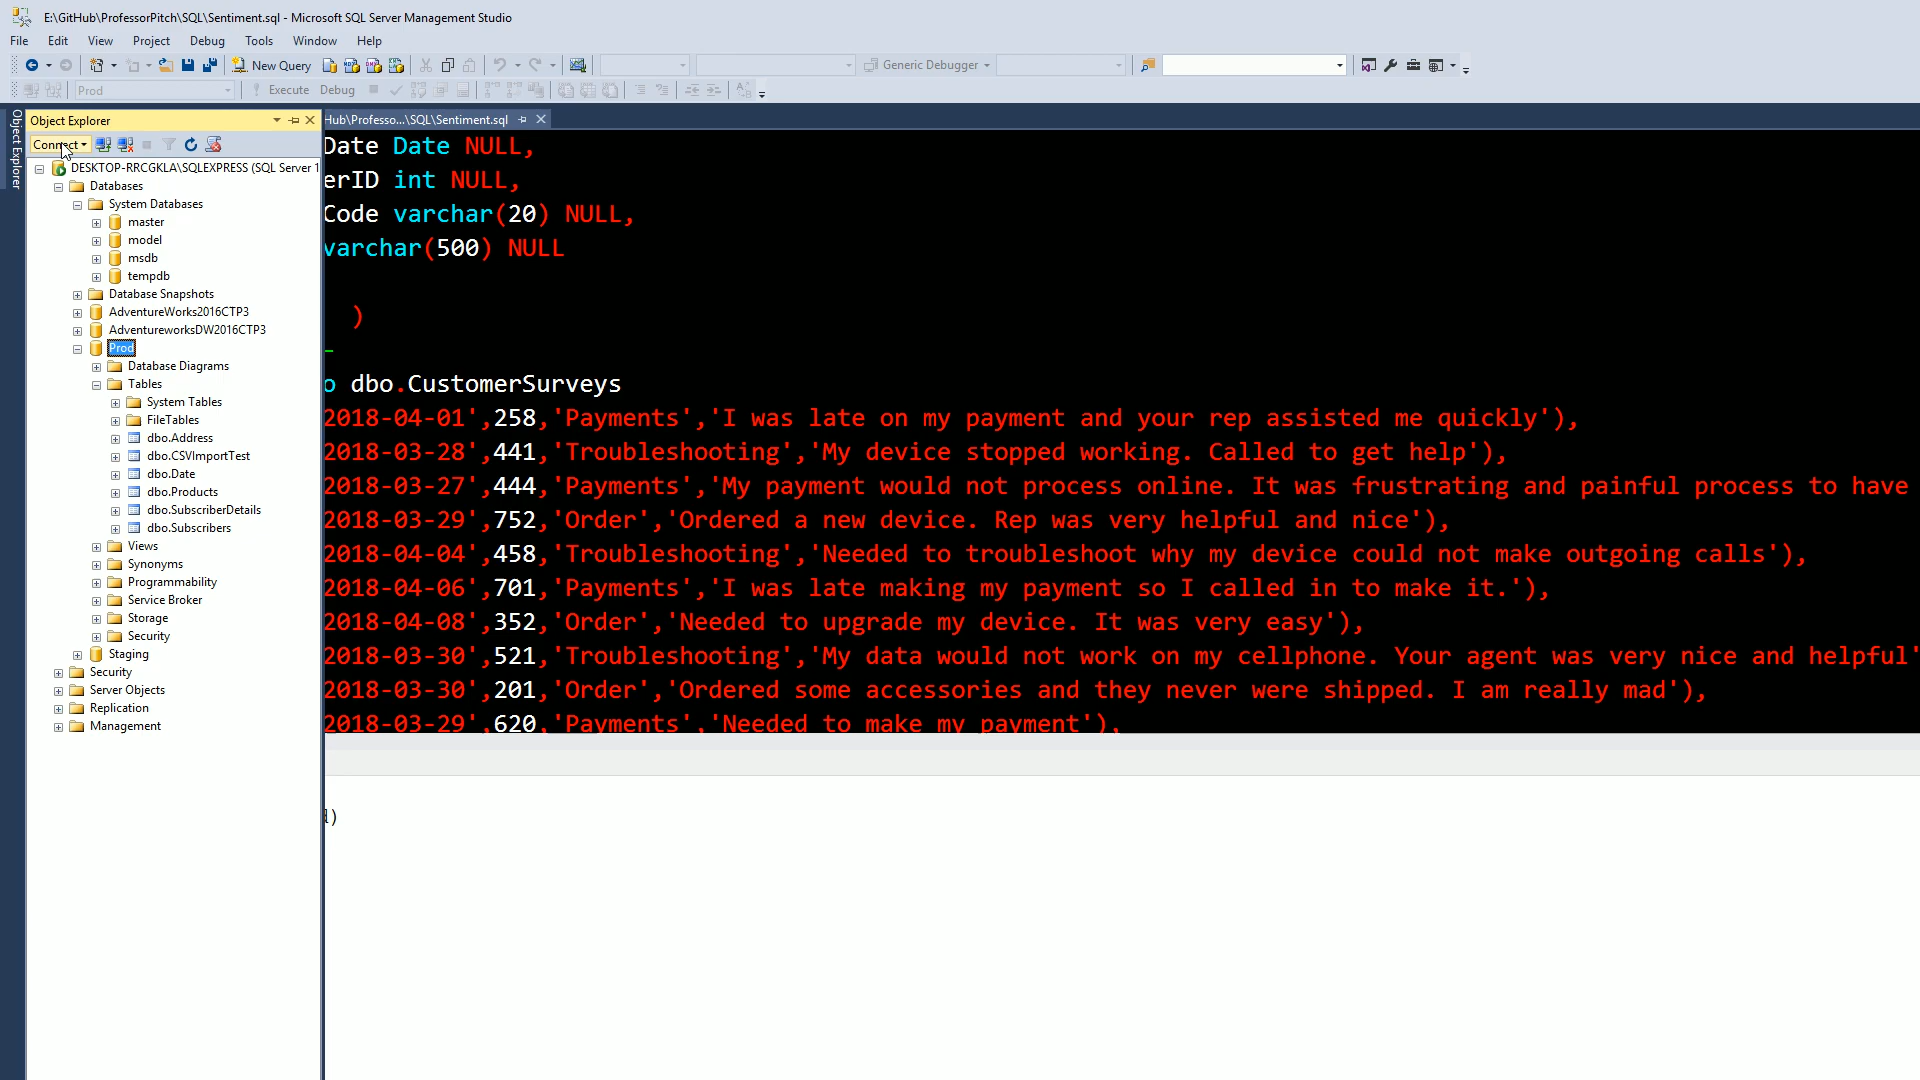 E:\GitHub\ProfessorPitch\SQL\Sentiment.sql - Microsoft SQL Server Management Studio
File Edit View Project Debug Tools Window Help
New Query Generic Debugger
Prod Execute Debug
Object Explorer
Object Explorer
Hub\Professo...\SQL\Sentiment.sql
Connect
DESKTOP-RRCGKLA\SQLEXPRESS (SQL Server 1
Databases
System Databases
master
model
msdb
tempdb
Database Snapshots
AdventureWorks2016CTP3
AdventureworksDW2016CTP3
Prod
Database Diagrams
Tables
System Tables
FileTables
dbo.Address
dbo.CSVImportTest
dbo.Date
dbo.Products
dbo.SubscriberDetails
dbo.Subscribers
Views
Synonyms
Programmability
Service Broker
Storage
Security
Staging
Security
Server Objects
Replication
Management
Date Date NULL,
erID int NULL,
Code varchar(20) NULL,
varchar(500) NULL
)
o dbo.CustomerSurveys
2018-04-01',258,'Payments','I was late on my payment and your rep assisted me quickly'),
2018-03-28',441,'Troubleshooting','My device stopped working. Called to get help'),
2018-03-27',444,'Payments','My payment would not process online. It was frustrating and painful process to have
2018-03-29',752,'Order','Ordered a new device. Rep was very helpful and nice'),
2018-04-04',458,'Troubleshooting','Needed to troubleshoot why my device could not make outgoing calls'),
2018-04-06',701,'Payments','I was late making my payment so I called in to make it.'),
2018-04-08',352,'Order','Needed to upgrade my device. It was very easy'),
2018-03-30',521,'Troubleshooting','My data would not work on my cellphone. Your agent was very nice and helpful'
2018-03-30',201,'Order','Ordered some accessories and they never were shipped. I am really mad'),
2018-03-29',620,'Payments','Needed to make my payment'),
d)